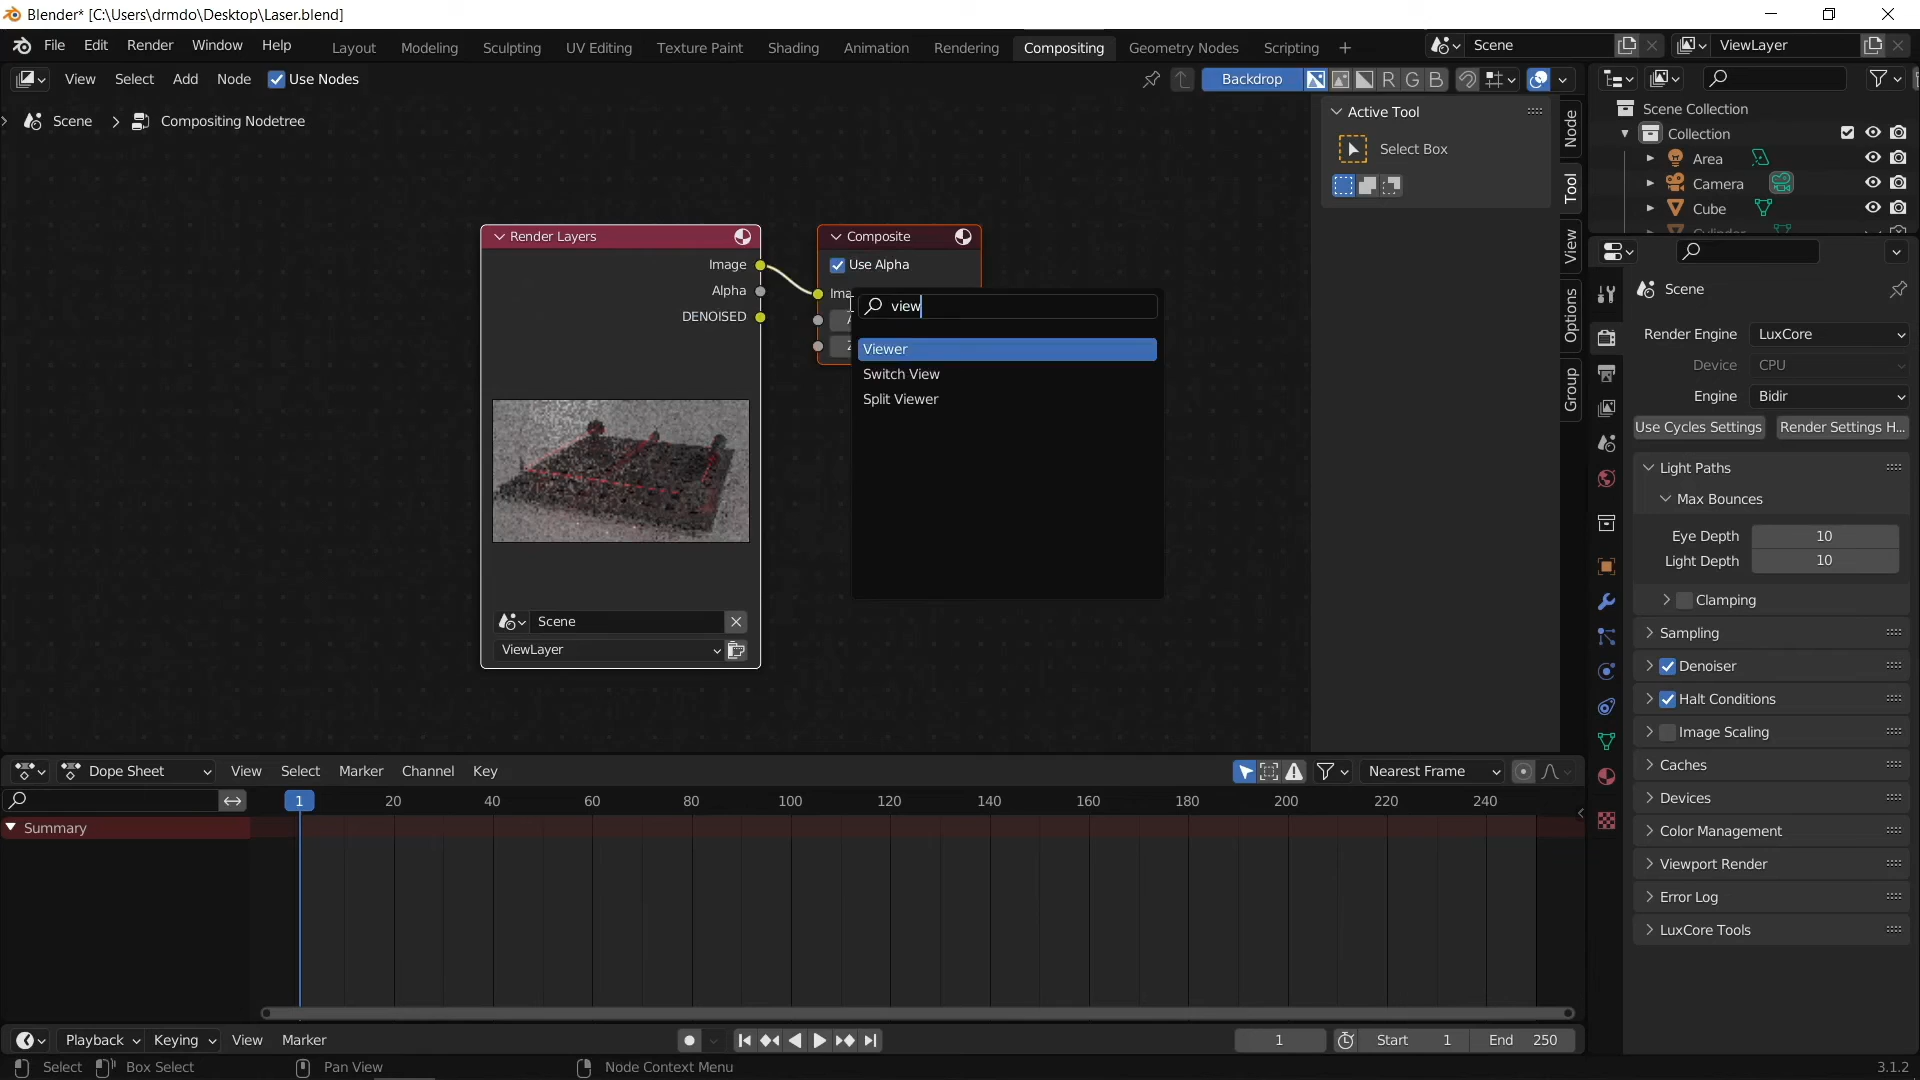 Blender* [C:\Users\drmdo\Desktop\Laser.blend]
File Edit Render Window Help Layout Modeling Sculpting UV Editing Texture Paint Shading Animation Rendering Compositing Geometry Nodes Scripting + Scene ViewLayer
View Select Add Node Use Nodes Backdrop R G B
Scene > Compositing Nodetree
Active Tool
Select Box
Node
Tool
View
Options
Group
Render Layers
Image
Alpha
DENOISED
Scene
ViewLayer
Composite
Use Alpha
Ima
view
Viewer
Switch View
Split Viewer
Scene Collection
Collection
Area
Camera
Cube
Cylinder
Scene
Render Engine LuxCore
Device CPU
Engine Bidir
Use Cycles Settings Render Settings H...
Light Paths
Max Bounces
Eye Depth 10
Light Depth 10
Clamping
Sampling
Denoiser
Halt Conditions
Image Scaling
Caches
Devices
Color Management
Viewport Render
Error Log
LuxCore Tools
Dope Sheet View Select Marker Channel Key Nearest Frame
1 20 40 60 80 100 120 140 160 180 200 220 240
Summary
Playback Keying View Marker 1 Start 1 End 250
Select Box Select Pan View Node Context Menu 3.1.2